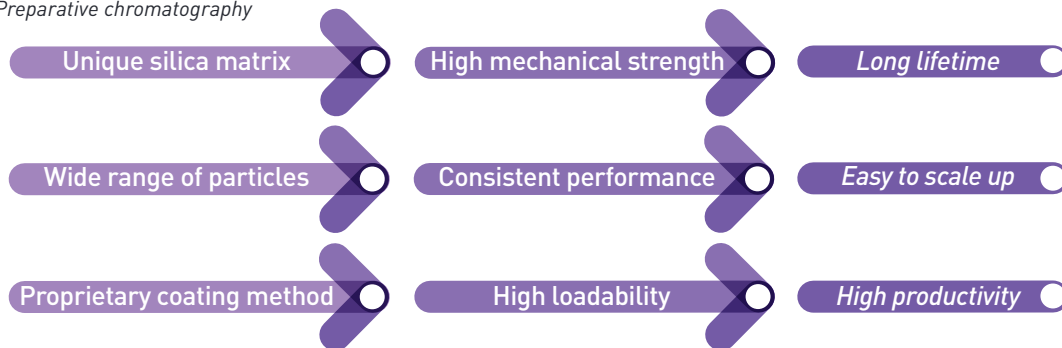 Preparative chromatography
Unique silica matrix
High mechanical strength
Long lifetime
Wide range of particles
Consistent performance
Easy to scale up
Proprietary coating method
High loadability
High productivity